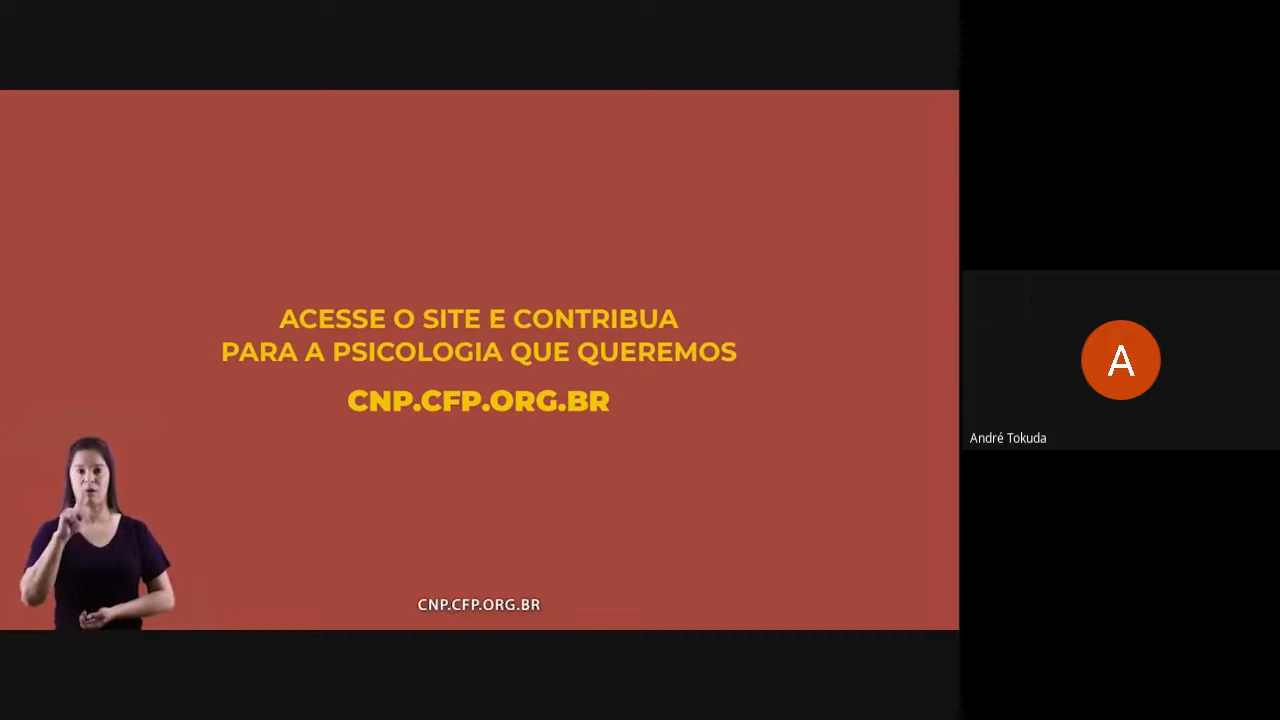 ACESSE O SITE E CONTRIBUA
PARA A PSICOLOGIA QUE QUEREMOS
CNP.CFP.ORG.BR
CNP.CFP.ORG.BR
A
André Tokuda